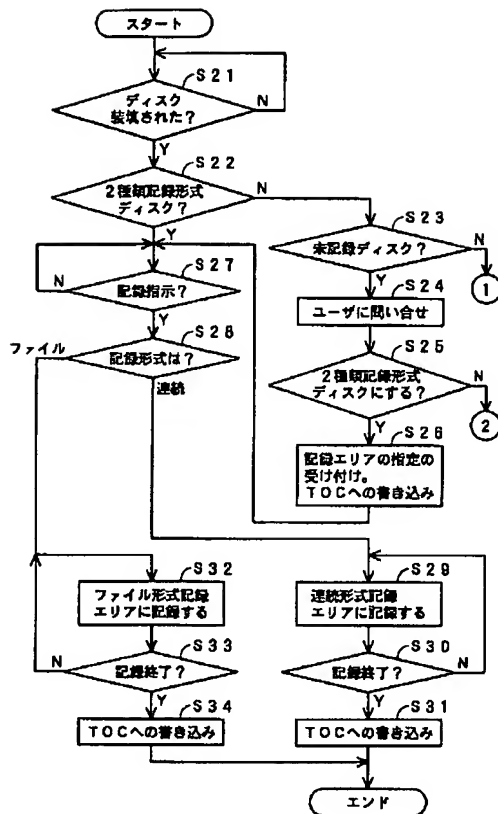 スタート
S21
ディスク
装填された?
N
Y
S22
2種類記録形式
ディスク?
N
Y
S23
未記録ディスク?
N
1
Y
S27
記録指示?
N
Y
S24
ユーザに問い合せ
S28
記録形式は?
ファイル
連続
S25
2種類記録形式
ディスクにする?
N
2
Y
S26
記録エリアの指定の
受け付け。
TOCへの書き込み
S32
ファイル形式記録
エリアに記録する
S29
連続形式記録
エリアに記録する
S33
記録終了?
N
Y
S30
記録終了?
N
Y
S34
TOCへの書き込み
S31
TOCへの書き込み
エンド